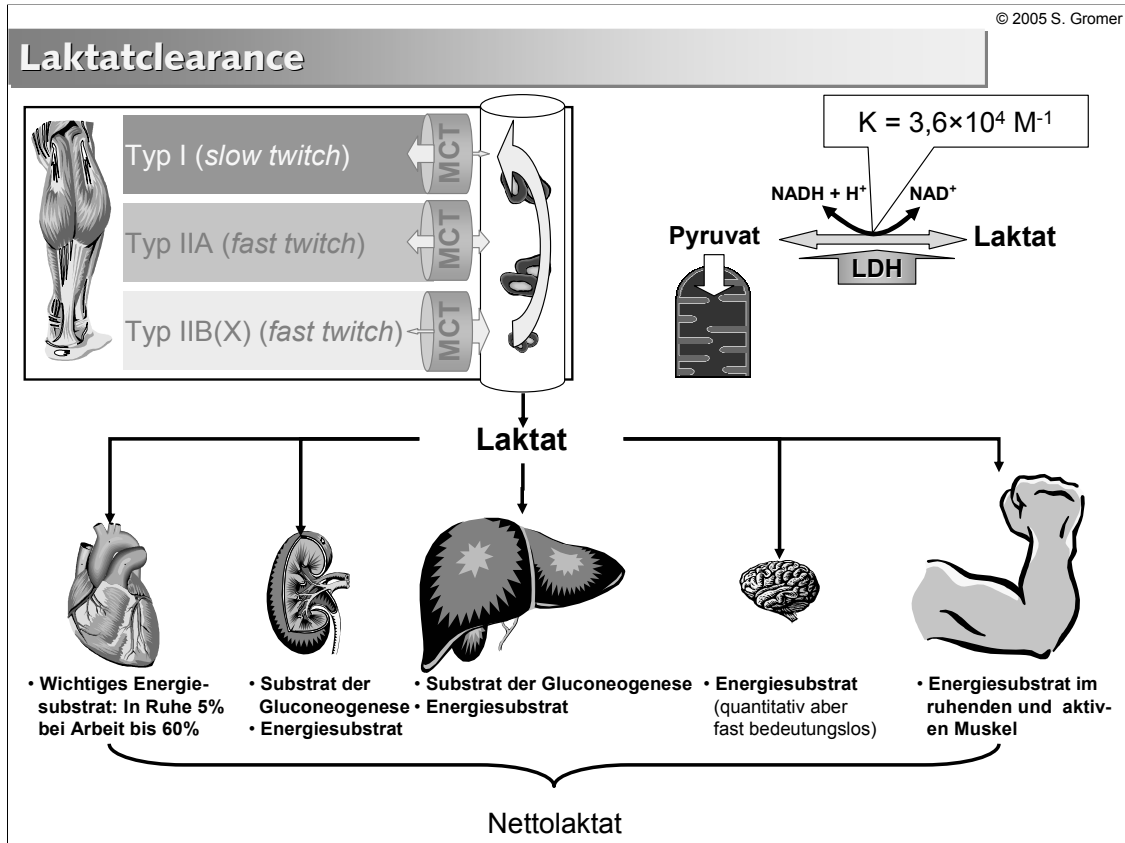 © 2005 S. Gromer
Laktatclearance
Typ I (slow twitch)
MCT
Typ IIA (fast twitch)
MCT
Typ IIB(X) (fast twitch)
MCT
K = 3,6×10⁴ M⁻¹
NADH + H⁺
NAD⁺
Pyruvat
Laktat
LDH
Laktat
• Wichtiges Energie-
substrat: In Ruhe 5%
bei Arbeit bis 60%
• Substrat der
Gluconeogenese
• Energiesubstrat
• Substrat der Gluconeogenese
• Energiesubstrat
• Energiesubstrat
(quantitativ aber
fast bedeutungslos)
• Energiesubstrat im
ruhenden und aktiv-
en Muskel
Nettolaktat